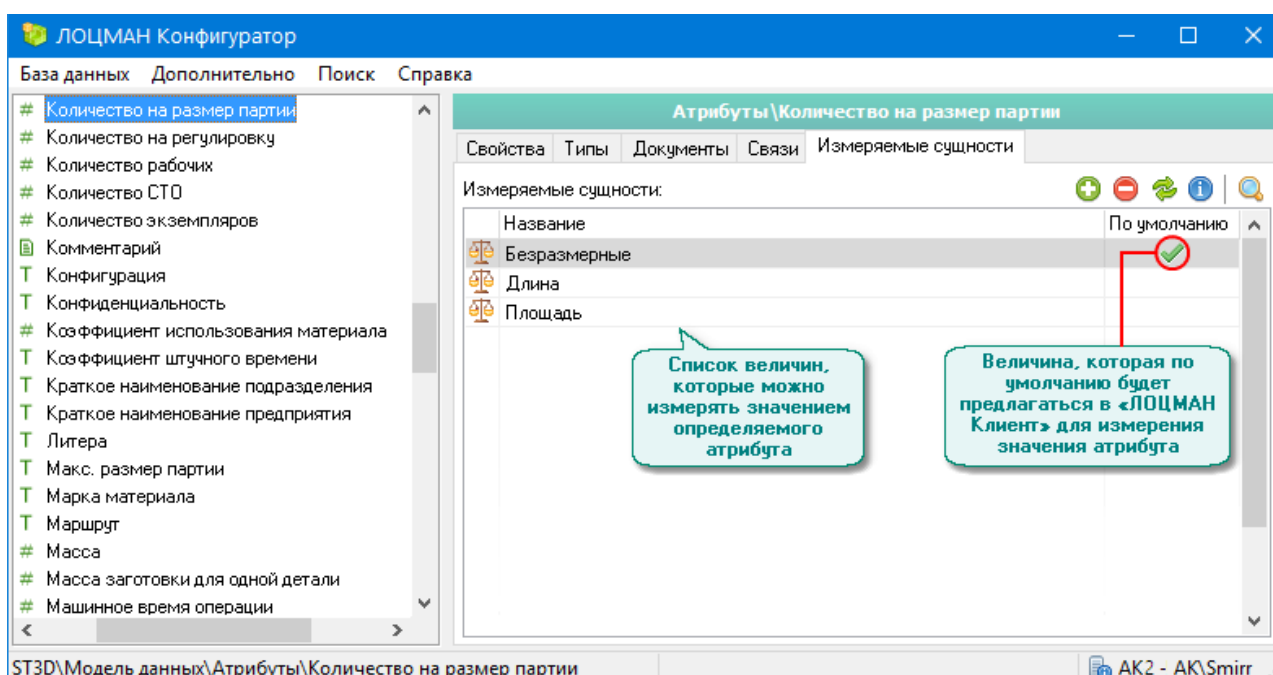 ЛОЦМАН Конфигуратор
База данных Дополнительно Поиск Справка
Количество на размер партии
Количество на регулировку
Количество рабочих
Количество СТО
Количество экземпляров
Комментарий
Конфигурация
Конфиденциальность
Коэффициент использования материала
Коэффициент штучного времени
Краткое наименование подразделения
Краткое наименование предприятия
Литера
Макс. размер партии
Марка материала
Маршрут
Масса
Масса заготовки для одной детали
Машинное время операции
Атрибуты\Количество на размер партии
Свойства Типы Документы Связи Измеряемые сущности
Измеряемые сущности:
Название По умолчанию
Безразмерные
Длина
Площадь
Список величин,
которые можно
измерять значением
определяемого
атрибута
Величина, которая по
умолчанию будет
предлагаться в «ЛОЦМАН
Клиент» для измерения
значения атрибута
ST3D\Модель данных\Атрибуты\Количество на размер партии
AK2 - AK\Smirr